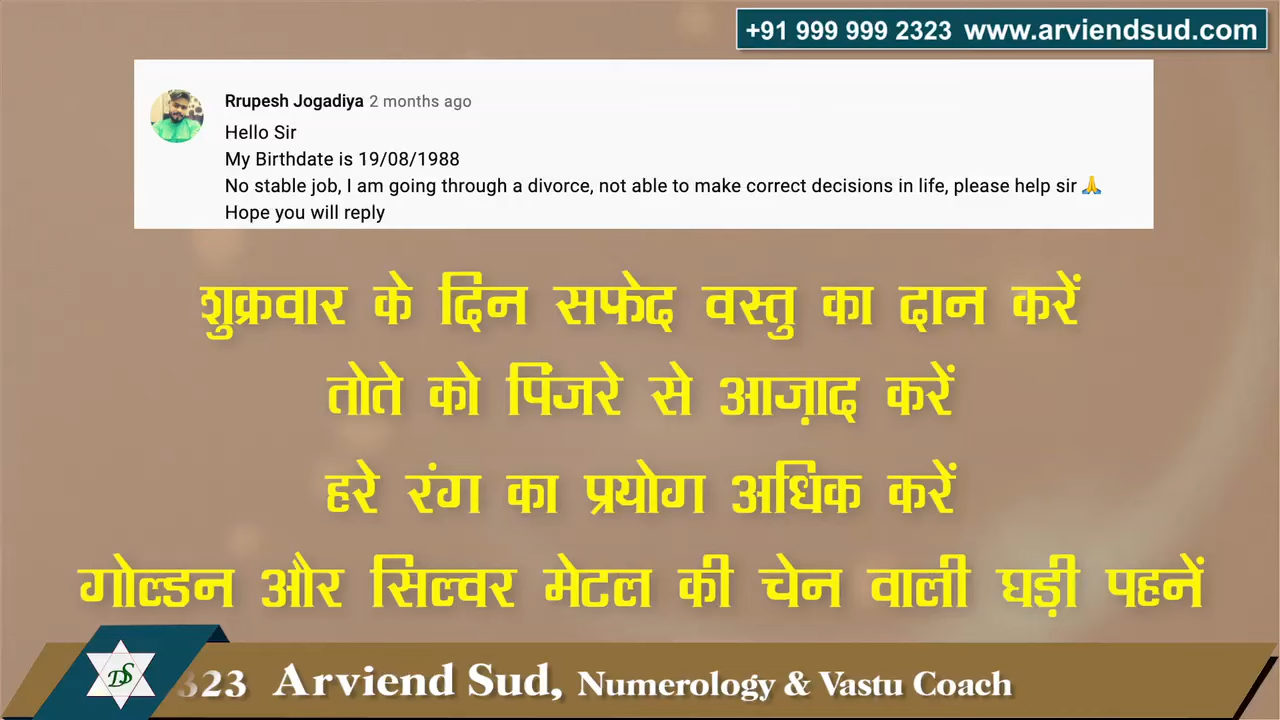 +91 999 999 2323 www.arviendsud.com
Rrupesh Jogadiya 2 months ago
Hello Sir
My Birthdate is 19/08/1988
No stable job, I am going through a divorce, not able to make correct decisions in life, please help sir 🙏
Hope you will reply
शुक्रवार के दिन सफेद वस्तु का दान करें
तोते को पिंजरे से आज़ाद करें
हरे रंग का प्रयोग अधिक करें
गोल्डन और सिल्वर मेटल की चेन वाली घड़ी पहनें
DS 323 Arviend Sud, Numerology & Vastu Coach